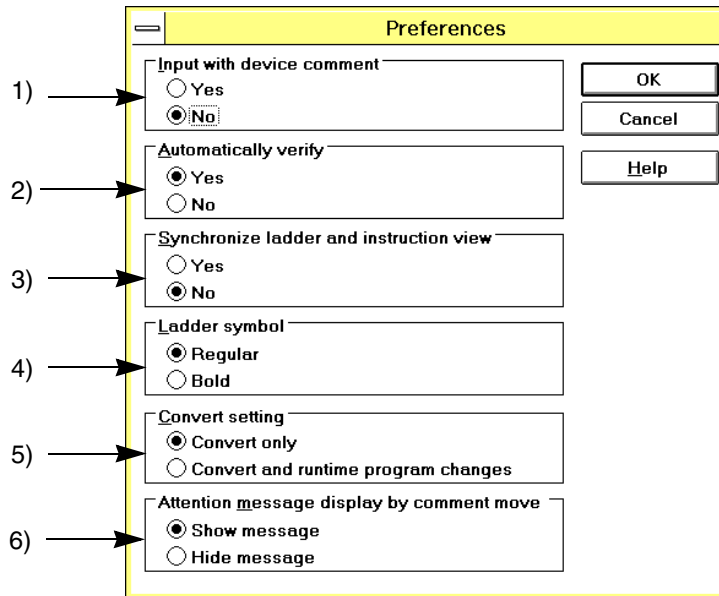 Preferences
1)
Input with device comment
Yes
No
OK
Cancel
Help
2)
Automatically verify
Yes
No
3)
Synchronize ladder and instruction view
Yes
No
4)
Ladder symbol
Regular
Bold
5)
Convert setting
Convert only
Convert and runtime program changes
6)
Attention message display by comment move
Show message
Hide message